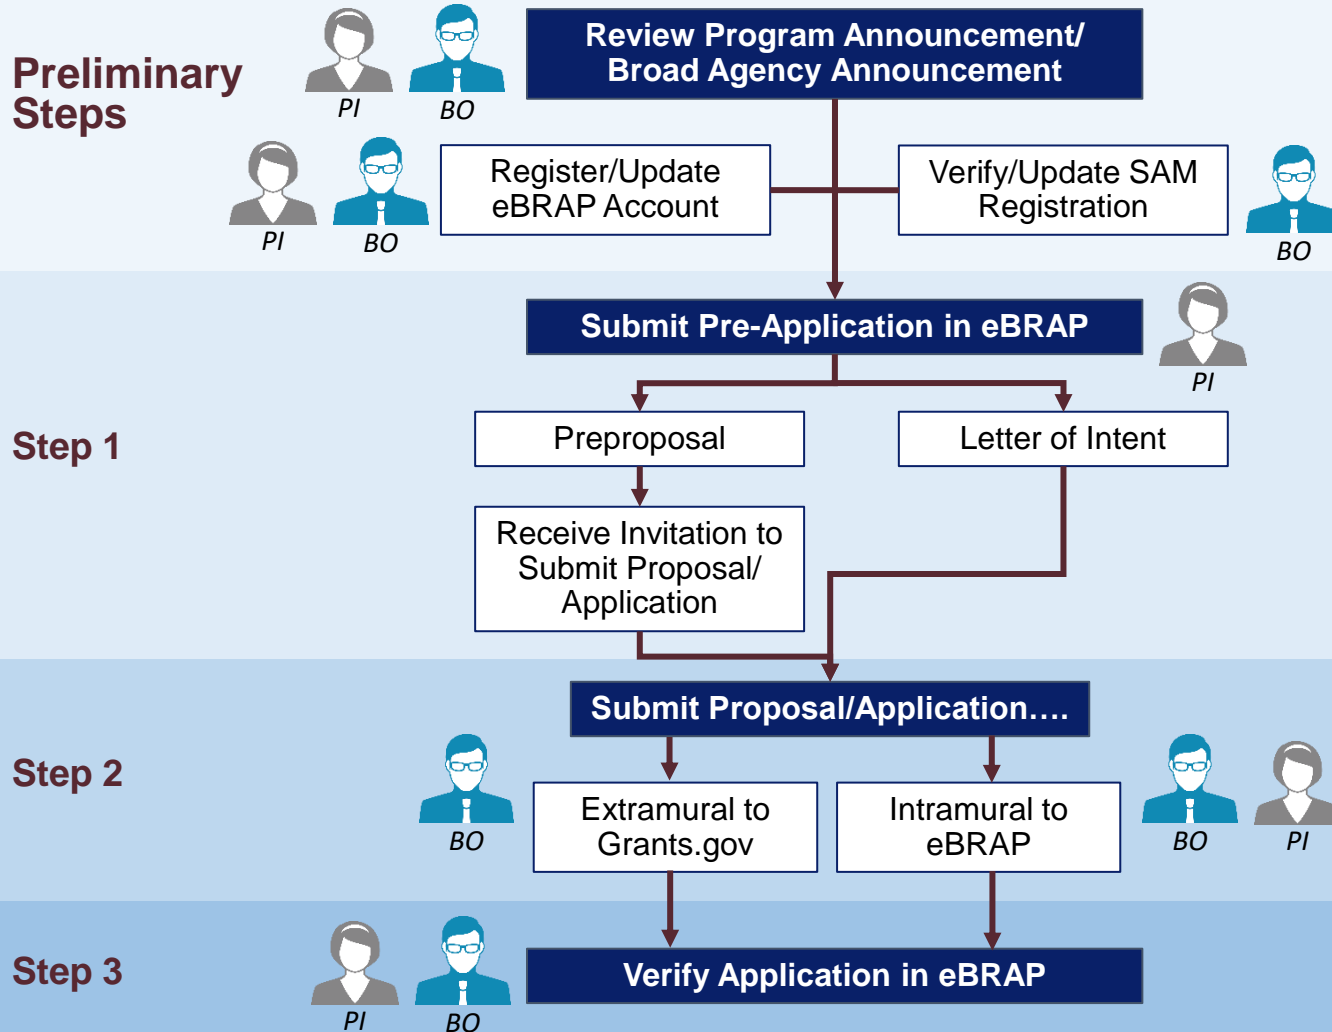 Preliminary
Steps
PI
BO
Review Program Announcement/
Broad Agency Announcement
PI
BO
Register/Update
eBRAP Account
Verify/Update SAM
Registration
BO
Submit Pre-Application in eBRAP
PI
Step 1
Preproposal
Letter of Intent
Receive Invitation to
Submit Proposal/
Application
Submit Proposal/Application....
Step 2
BO
Extramural to
Grants.gov
Intramural to
eBRAP
BO
PI
Step 3
PI
BO
Verify Application in eBRAP